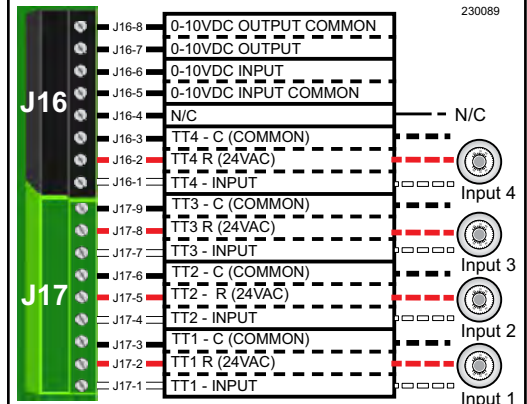 230089
J16
J16-8 0-10VDC OUTPUT COMMON
J16-7 0-10VDC OUTPUT
J16-6 0-10VDC INPUT
J16-5 0-10VDC INPUT COMMON
J16-4 N/C N/C
J16-3 TT4 - C (COMMON)
J16-2 TT4 R (24VAC)
J16-1 TT4 - INPUT
Input 4
J17
J17-9 TT3 - C (COMMON)
J17-8 TT3 R (24VAC)
J17-7 TT3 - INPUT
Input 3
J17-6 TT2 - C (COMMON)
J17-5 TT2 - R (24VAC)
J17-4 TT2 - INPUT
Input 2
J17-3 TT1 - C (COMMON)
J17-2 TT1 R (24VAC)
J17-1 TT1 - INPUT
Input 1